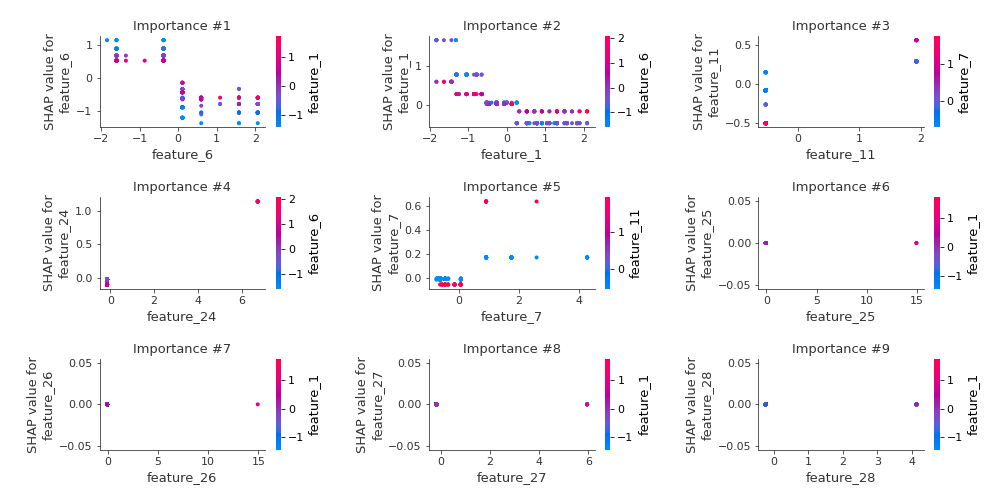 Importance #1
SHAP value for
feature_6
1
0
−1
−2
−1
0
1
2
feature_6
1
0
−1
feature_1
Importance #2
SHAP value for
feature_1
1
0
−2
−1
0
1
2
feature_1
2
1
0
−1
feature_6
Importance #3
SHAP value for
feature_11
0.5
0.0
−0.5
0
1
2
feature_11
1
0
feature_7
Importance #4
SHAP value for
feature_24
1.0
0.5
0.0
0
2
4
6
feature_24
2
1
0
−1
feature_6
Importance #5
SHAP value for
feature_7
0.6
0.4
0.2
0.0
0
2
4
feature_7
1
0
feature_11
Importance #6
SHAP value for
feature_25
0.05
0.00
−0.05
0
5
10
15
feature_25
1
0
−1
feature_1
Importance #7
SHAP value for
feature_26
0.05
0.00
−0.05
0
5
10
15
feature_26
1
0
−1
feature_1
Importance #8
SHAP value for
feature_27
0.05
0.00
−0.05
0
2
4
6
feature_27
1
0
−1
feature_1
Importance #9
SHAP value for
feature_28
0.05
0.00
−0.05
0
1
2
3
4
feature_28
1
0
−1
feature_1